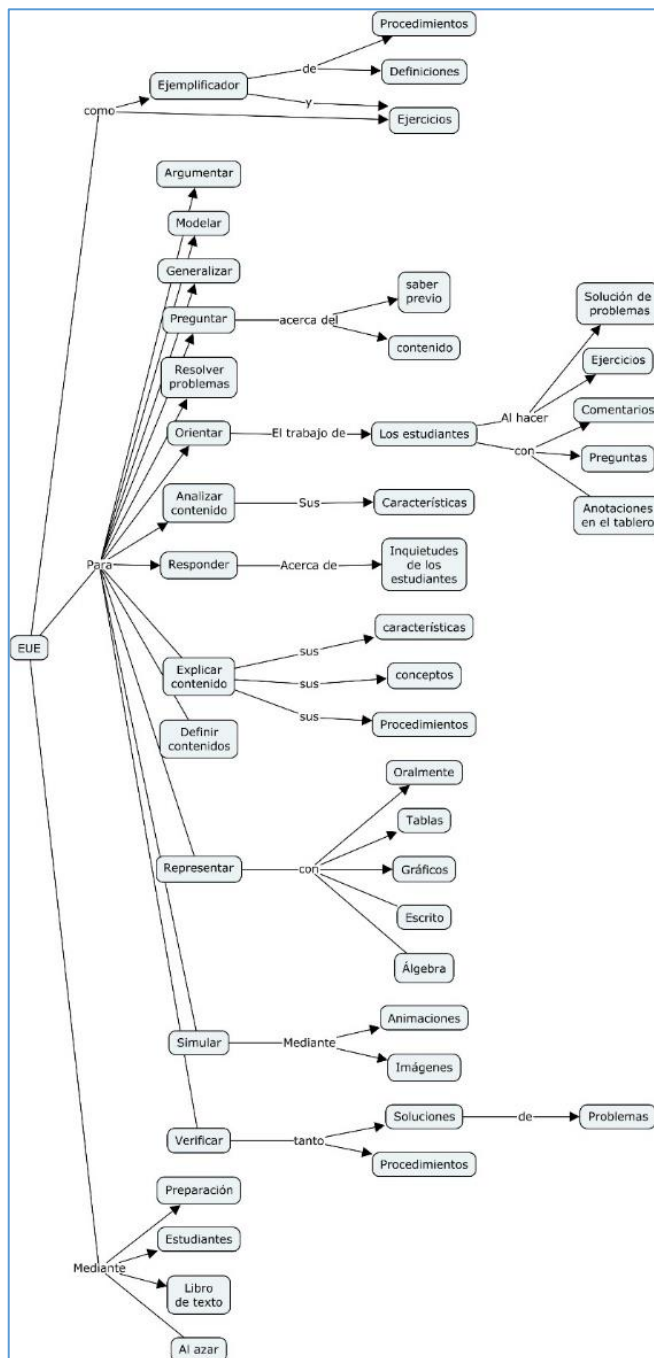 Procedimientos
de
Definiciones
Ejemplificador
y
como
Ejercicios
Argumentar
Modelar
Generalizar
saber
previo
Preguntar
acerca del
contenido
Solución de
problemas
Resolver
problemas
Ejercicios
Al hacer
Comentarios
Orientar
El trabajo de
Los estudiantes
con
Preguntas
Anotaciones
en el tablero
Analizar
contenido
Sus
Características
Para
Responder
Acerca de
Inquietudes
de los
estudiantes
EUE
Explicar
contenido
sus
características
sus
conceptos
sus
Procedimientos
Definir
contenidos
Oralmente
Tablas
Representar
con
Gráficos
Escrito
Álgebra
Animaciones
Simular
Mediante
Imágenes
Soluciones
de
Problemas
Verificar
tanto
Procedimientos
Preparación
Estudiantes
Mediante
Libro
de texto
Al azar